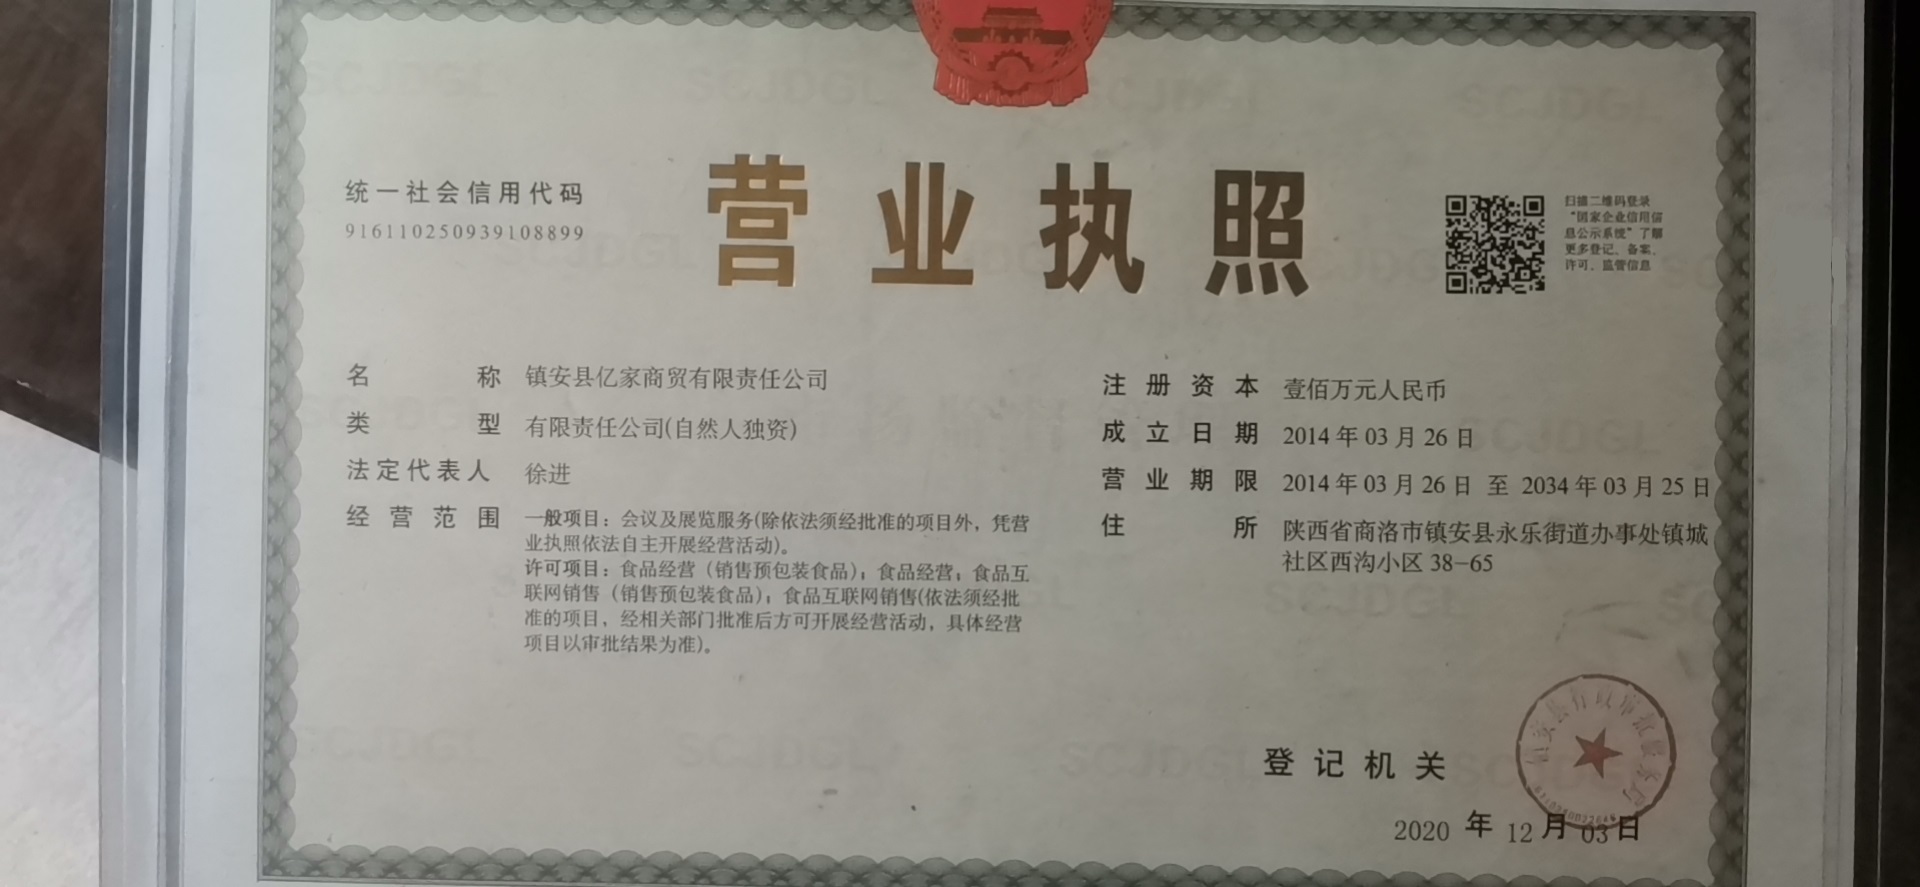 营业执照
统一社会信用代码
916110250939108899
扫描二维码登录
“国家企业信用信
息公示系统”了解
更多登记、备案、
许可、监管信息
名称 镇安县亿家商贸有限责任公司
类型 有限责任公司(自然人独资)
法定代表人 徐进
经营范围 一般项目：会议及展览服务(除依法须经批准的项目外，凭营
业执照依法自主开展经营活动)。
许可项目：食品经营（销售预包装食品）；食品经营；食品互
联网销售（销售预包装食品）；食品互联网销售(依法须经批
准的项目，经相关部门批准后方可开展经营活动，具体经营
项目以审批结果为准)。
注册资本 壹佰万元人民币
成立日期 2014年03月26日
营业期限 2014年03月26日 至 2034年03月25日
住所 陕西省商洛市镇安县永乐街道办事处镇城
社区西沟小区38-65
登记机关
镇安县行政审批服务局
2020年12月03日
SCJDGL